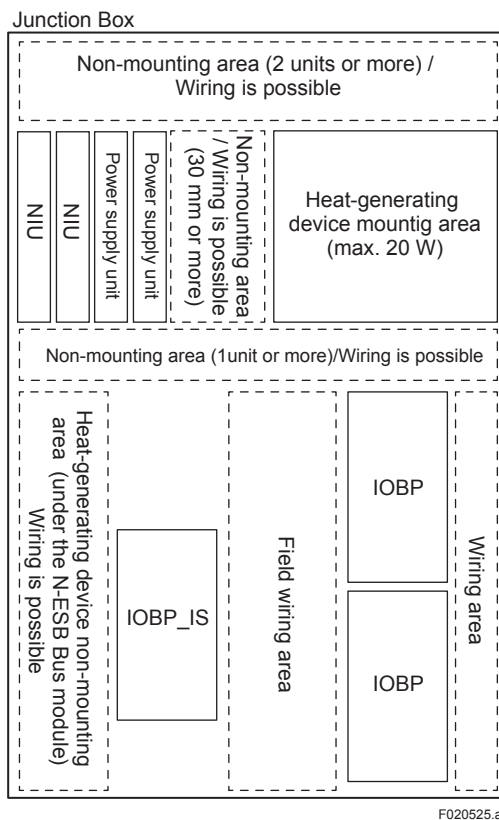 Junction Box
Non-mounting area (2 units or more) /
Wiring is possible
NIU
NIU
Power supply unit
Power supply unit
Non-mounting area
/ Wiring is possible
(30 mm or more)
Heat-generating
device mountig area
(max. 20 W)
Non-mounting area (1unit or more)/Wiring is possible
Heat-generating device non-mounting
area (under the N-ESB Bus module)
Wiring is possible
IOBP_IS
Field wiring area
IOBP
IOBP
Wiring area